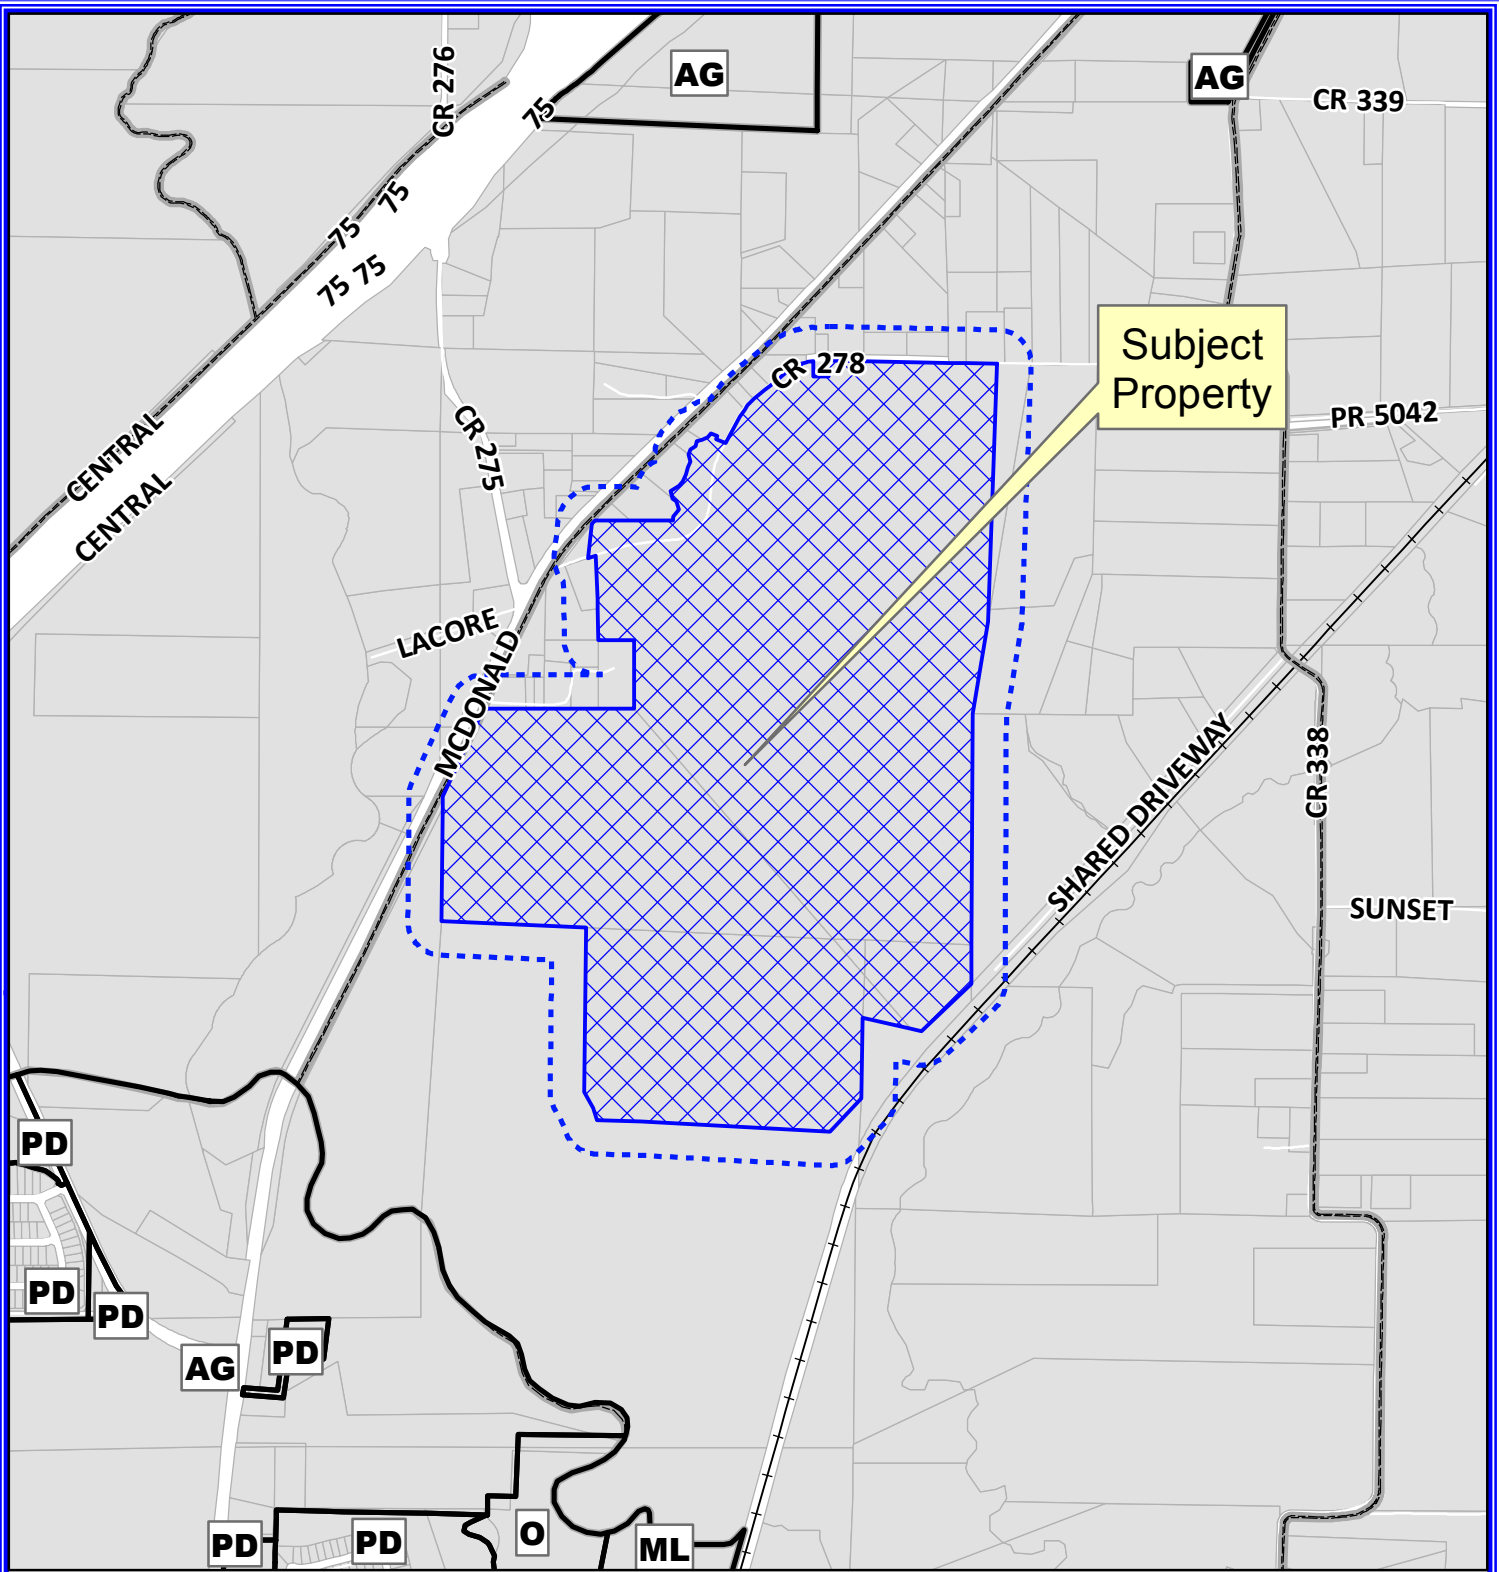 CR 276
AG
75
AG
CR 339
75
75
75
75
Subject
Property
CR 278
CENTRAL
CENTRAL
CR 275
PR 5042
LACORE
MCDONALD
SHARED DRIVEWAY
CR 338
SUNSET
PD
PD
PD
AG
PD
PD
PD
O
ML